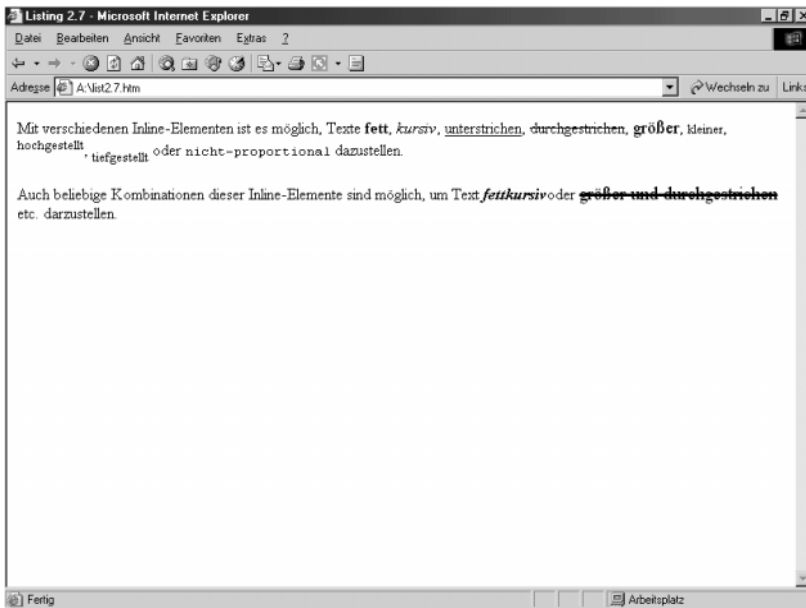 Listing 2.7 - Microsoft Internet Explorer
Datei Bearbeiten Ansicht Favoriten Extras ?
Adresse A:\list2.7.htm Wechseln zu Links
Mit verschiedenen Inline-Elementen ist es möglich, Texte fett, kursiv, unterstrichen, durchgestrichen, größer, kleiner,
hochgestellt, tiefgestellt oder nicht-proportional dazustellen.
Auch beliebige Kombinationen dieser Inline-Elemente sind möglich, um Text fettkursivoder größer und durchgestrichen
etc. darzustellen.
Fertig Arbeitsplatz